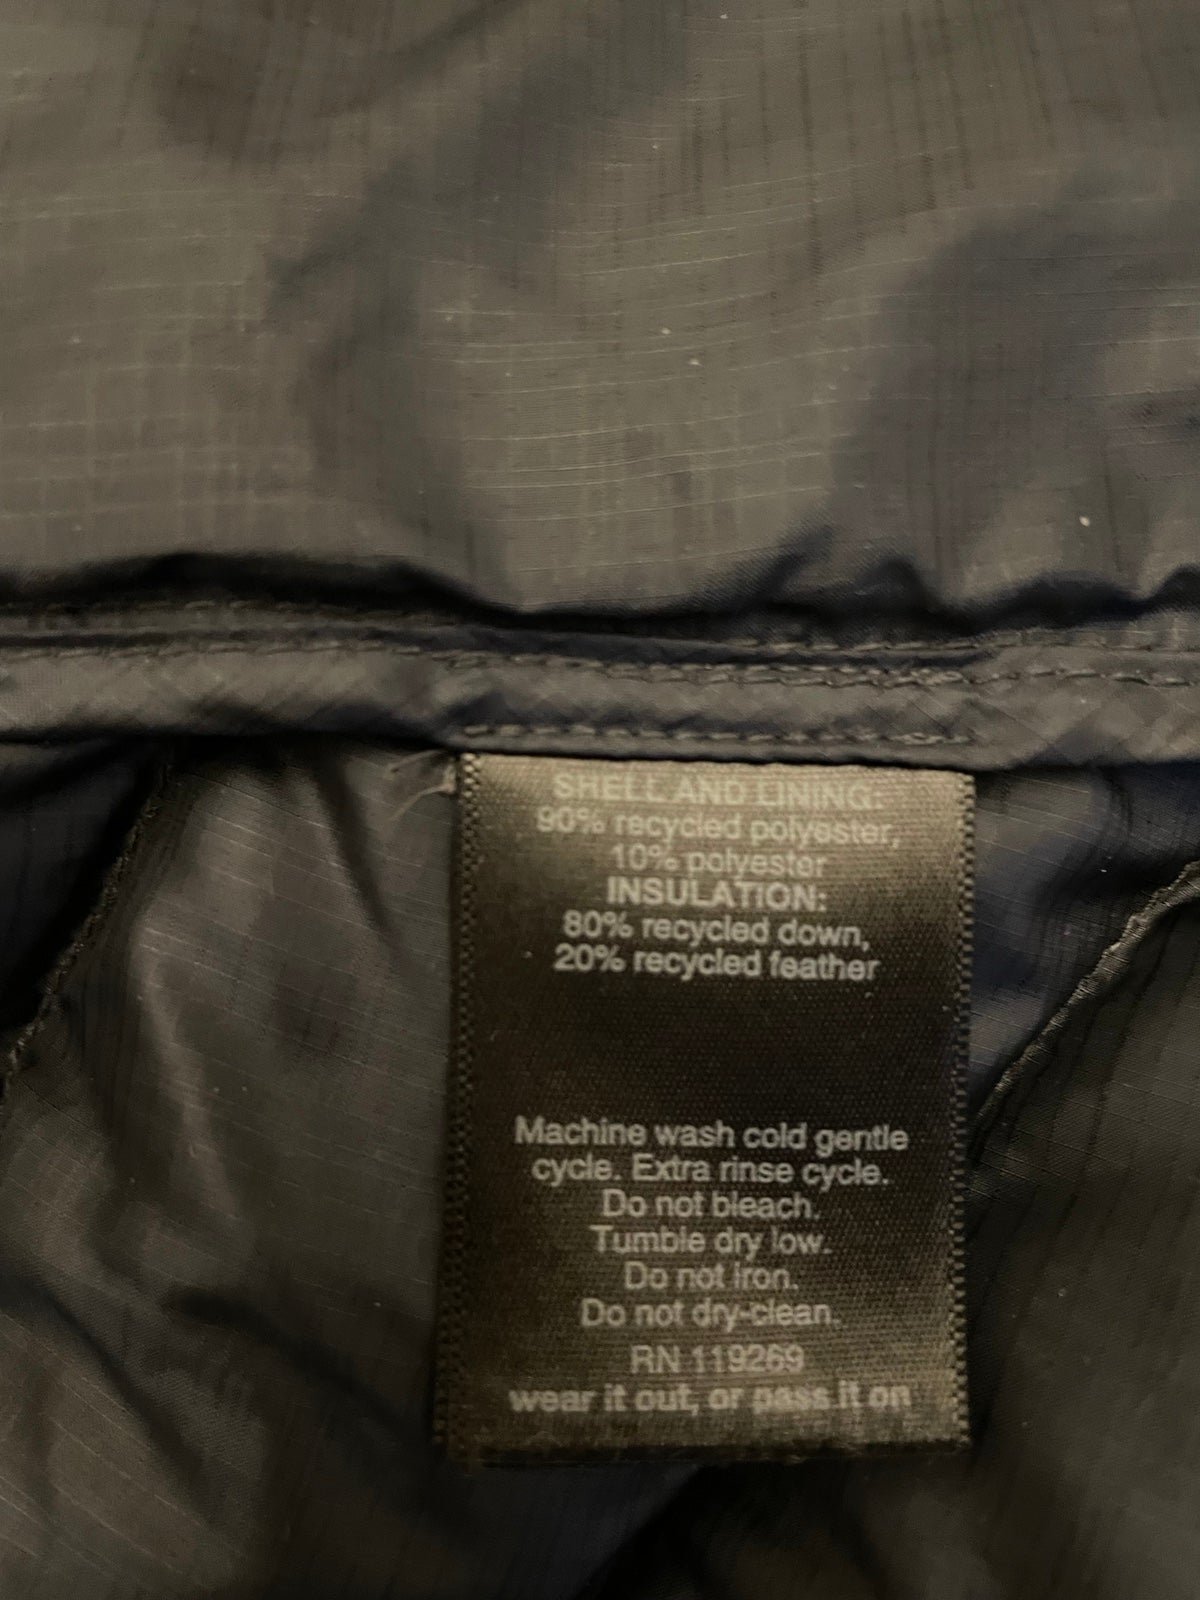 SHELL AND LINING:
90% recycled polyester,
10% polyester
INSULATION:
80% recycled down,
20% recycled feather
Machine wash cold gentle
cycle. Extra rinse cycle.
Do not bleach.
Tumble dry low.
Do not iron.
Do not dry-clean.
RN 119269
wear it out, or pass it on